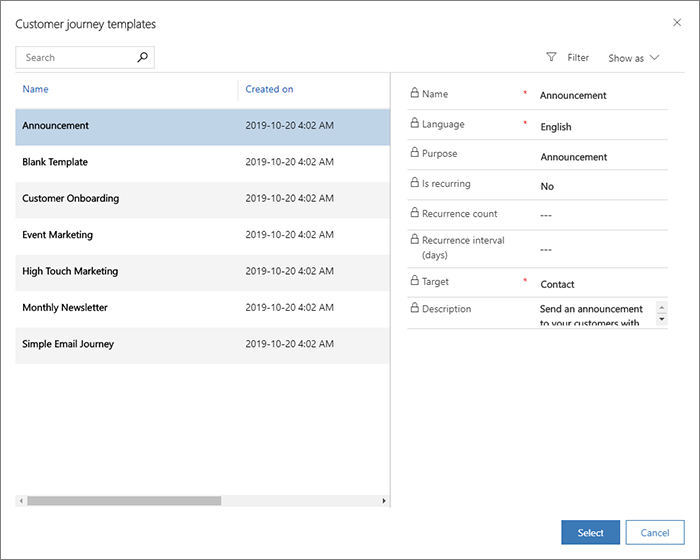 Customer journey templates
Search
Filter
Show as
Name
Created on
Announcement
2019-10-20 4:02 AM
Blank Template
2019-10-20 4:02 AM
Customer Onboarding
2019-10-20 4:02 AM
Event Marketing
2019-10-20 4:02 AM
High Touch Marketing
2019-10-20 4:02 AM
Monthly Newsletter
2019-10-20 4:02 AM
Simple Email Journey
2019-10-20 4:02 AM
Name * Announcement
Language * English
Purpose Announcement
Is recurring No
Recurrence count ---
Recurrence interval
(days) ---
Target * Contact
Description Send an announcement
to your customers with
Select
Cancel